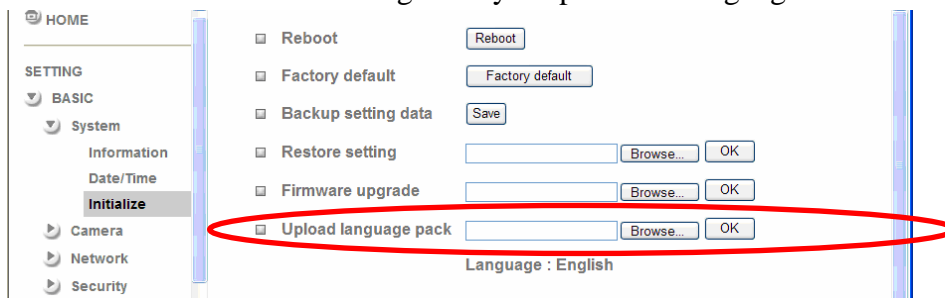 HOME
SETTING
BASIC
System
Information
Date/Time
Initialize
Camera
Network
Security
Reboot Reboot
Factory default Factory default
Backup setting data Save
Restore setting Browse... OK
Firmware upgrade Browse... OK
Upload language pack Browse... OK
Language : English